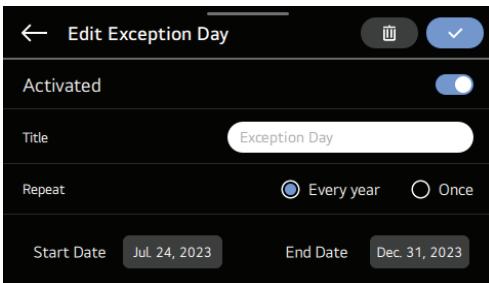 Edit Exception Day
Activated
Title Exception Day
Repeat Every year Once
Start Date Jul. 24, 2023 End Date Dec. 31, 2023